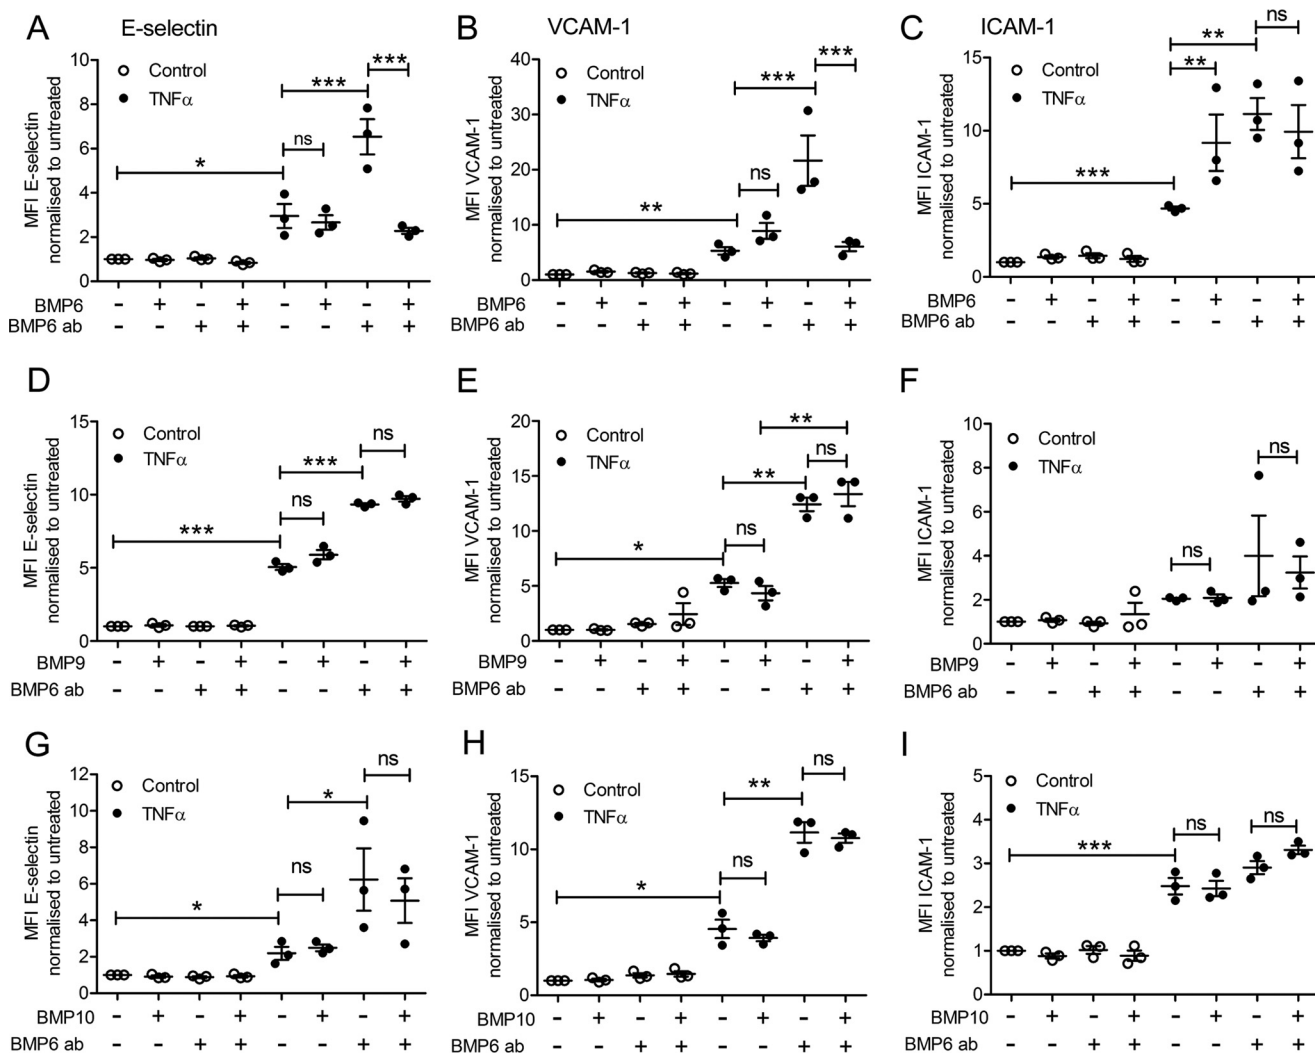 A E-selectin
MFI E-selectin
normalised to untreated
10
8
6
4
2
0
Control
TNFα
*
***
ns
***
BMP6 - + - + - + - +
BMP6 ab - - + + - - + +
B VCAM-1
MFI VCAM-1
normalised to untreated
40
30
20
10
0
Control
TNFα
**
***
ns
***
BMP6 - + - + - + - +
BMP6 ab - - + + - - + +
C ICAM-1
MFI ICAM-1
normalised to untreated
15
10
5
0
Control
TNFα
***
**
**
ns
BMP6 - + - + - + - +
BMP6 ab - - + + - - + +
D
MFI E-selectin
normalised to untreated
15
10
5
0
Control
TNFα
***
***
ns
ns
BMP9 - + - + - + - +
BMP6 ab - - + + - - + +
E
MFI VCAM-1
normalised to untreated
20
15
10
5
0
Control
TNFα
*
**
**
ns
ns
BMP9 - + - + - + - +
BMP6 ab - - + + - - + +
F
MFI ICAM-1
normalised to untreated
10
8
6
4
2
0
Control
TNFα
ns
ns
BMP9 - + - + - + - +
BMP6 ab - - + + - - + +
G
MFI E-selectin
normalised to untreated
12
10
8
6
4
2
0
Control
TNFα
*
*
ns
ns
BMP10 - + - + - + - +
BMP6 ab - - + + - - + +
H
MFI VCAM-1
normalised to untreated
15
10
5
0
Control
TNFα
*
**
ns
ns
BMP10 - + - + - + - +
BMP6 ab - - + + - - + +
I
MFI ICAM-1
normalised to untreated
5
4
3
2
1
0
Control
TNFα
***
ns
ns
BMP10 - + - + - + - +
BMP6 ab - - + + - - + +